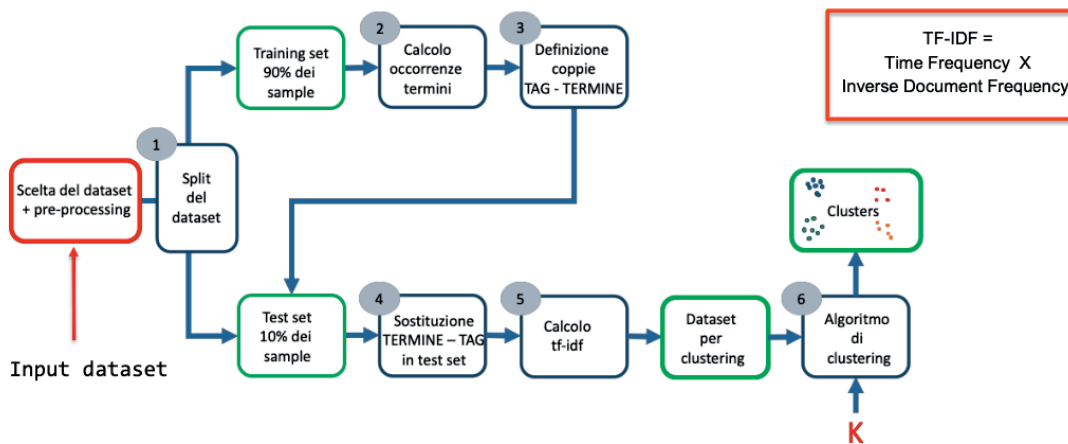 TF-IDF =
Time Frequency X
Inverse Document Frequency
Training set
90% dei
sample
2
Calcolo
occorrenze
termini
3
Definizione
coppie
TAG - TERMINE
Scelta del dataset
+ pre-processing
1
Split
del
dataset
Clusters
Test set
10% dei
sample
4
Sostituzione
TERMINE – TAG
in test set
5
Calcolo
tf-idf
Dataset
per
clustering
6
Algoritmo
di
clustering
Input dataset
K